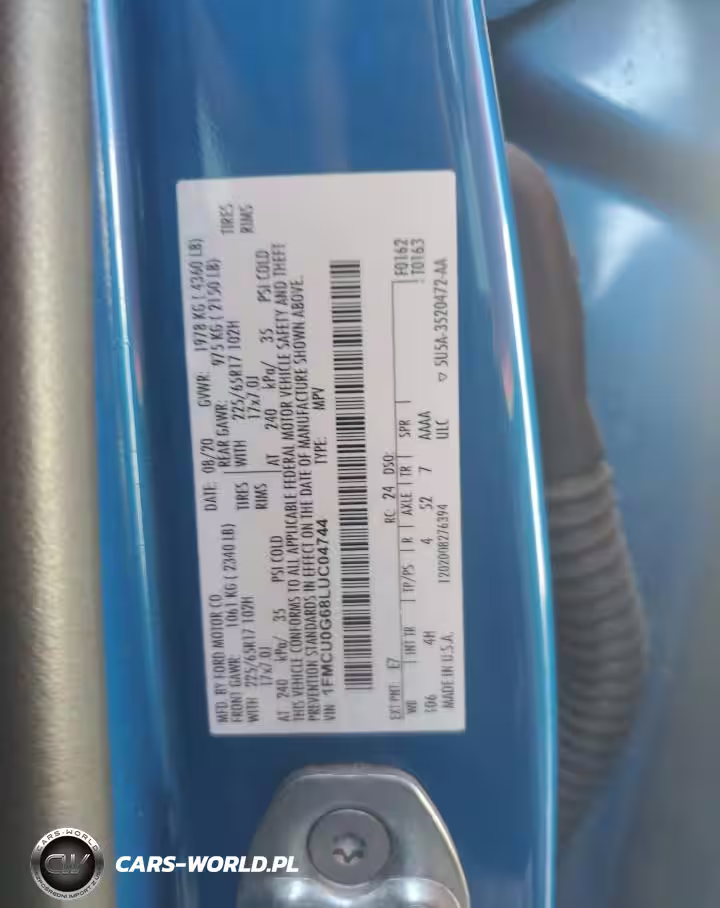 MFD. BY FORD MOTOR CO.
DATE: 08/20 GVWR: 1978 KG ( 4360 LB)
FRONT GAWR: 1061 KG ( 2340 LB) REAR GAWR: 975 KG ( 2150 LB)
WITH 225/65R17 102H TIRES WITH 225/65R17 102H TIRES
17x7.0J RIMS 17x7.0J RIMS
AT 240 kPa/ 35 PSI COLD AT 240 kPa/ 35 PSI COLD
THIS VEHICLE CONFORMS TO ALL APPLICABLE FEDERAL MOTOR VEHICLE SAFETY AND THEFT
PREVENTION STANDARDS IN EFFECT ON THE DATE OF MANUFACTURE SHOWN ABOVE.
VIN: 1FMCU0G68LUC04744 TYPE: MPV
EXT PNT: E7 RC: 24 DSO: F0162
WB INT TR TP/PS R AXLE TR SPR T0163
106 4H 4 52 7 AAAA
MADE IN U.S.A. ULC
5U5A-3520472-AA
CARS-WORLD
CW
CARS-WORLD.PL